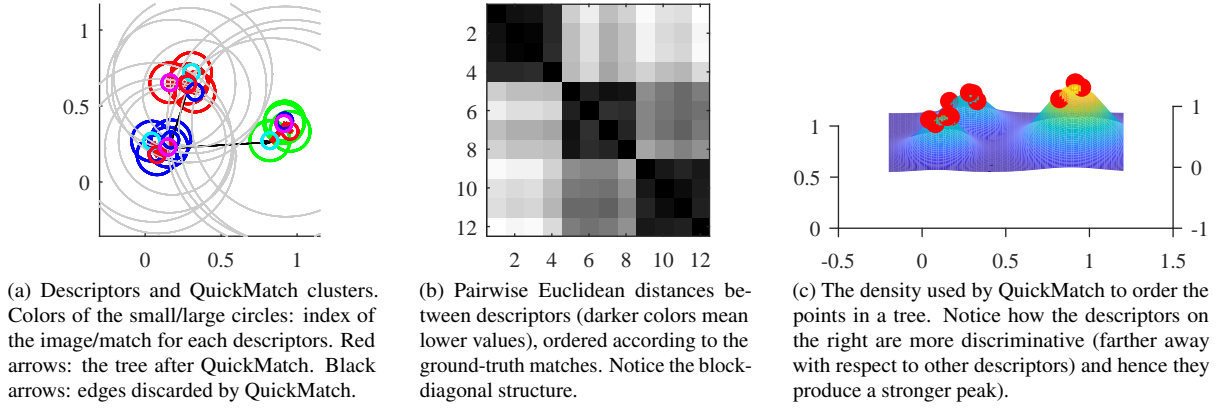 1
0.5
0
0
0.5
1
2
4
6
8
10
12
2
4
6
8
10
12
1
0.5
0
-0.5
0
0.5
1
1.5
1
0
-1
(a) Descriptors and QuickMatch clusters.
Colors of the small/large circles: index of
the image/match for each descriptors. Red
arrows: the tree after QuickMatch. Black
arrows: edges discarded by QuickMatch.
(b) Pairwise Euclidean distances be-
tween descriptors (darker colors mean
lower values), ordered according to the
ground-truth matches. Notice the block-
diagonal structure.
(c) The density used by QuickMatch to order the
points in a tree. Notice how the descriptors on
the right are more discriminative (farther away
with respect to other descriptors) and hence they
produce a stronger peak).